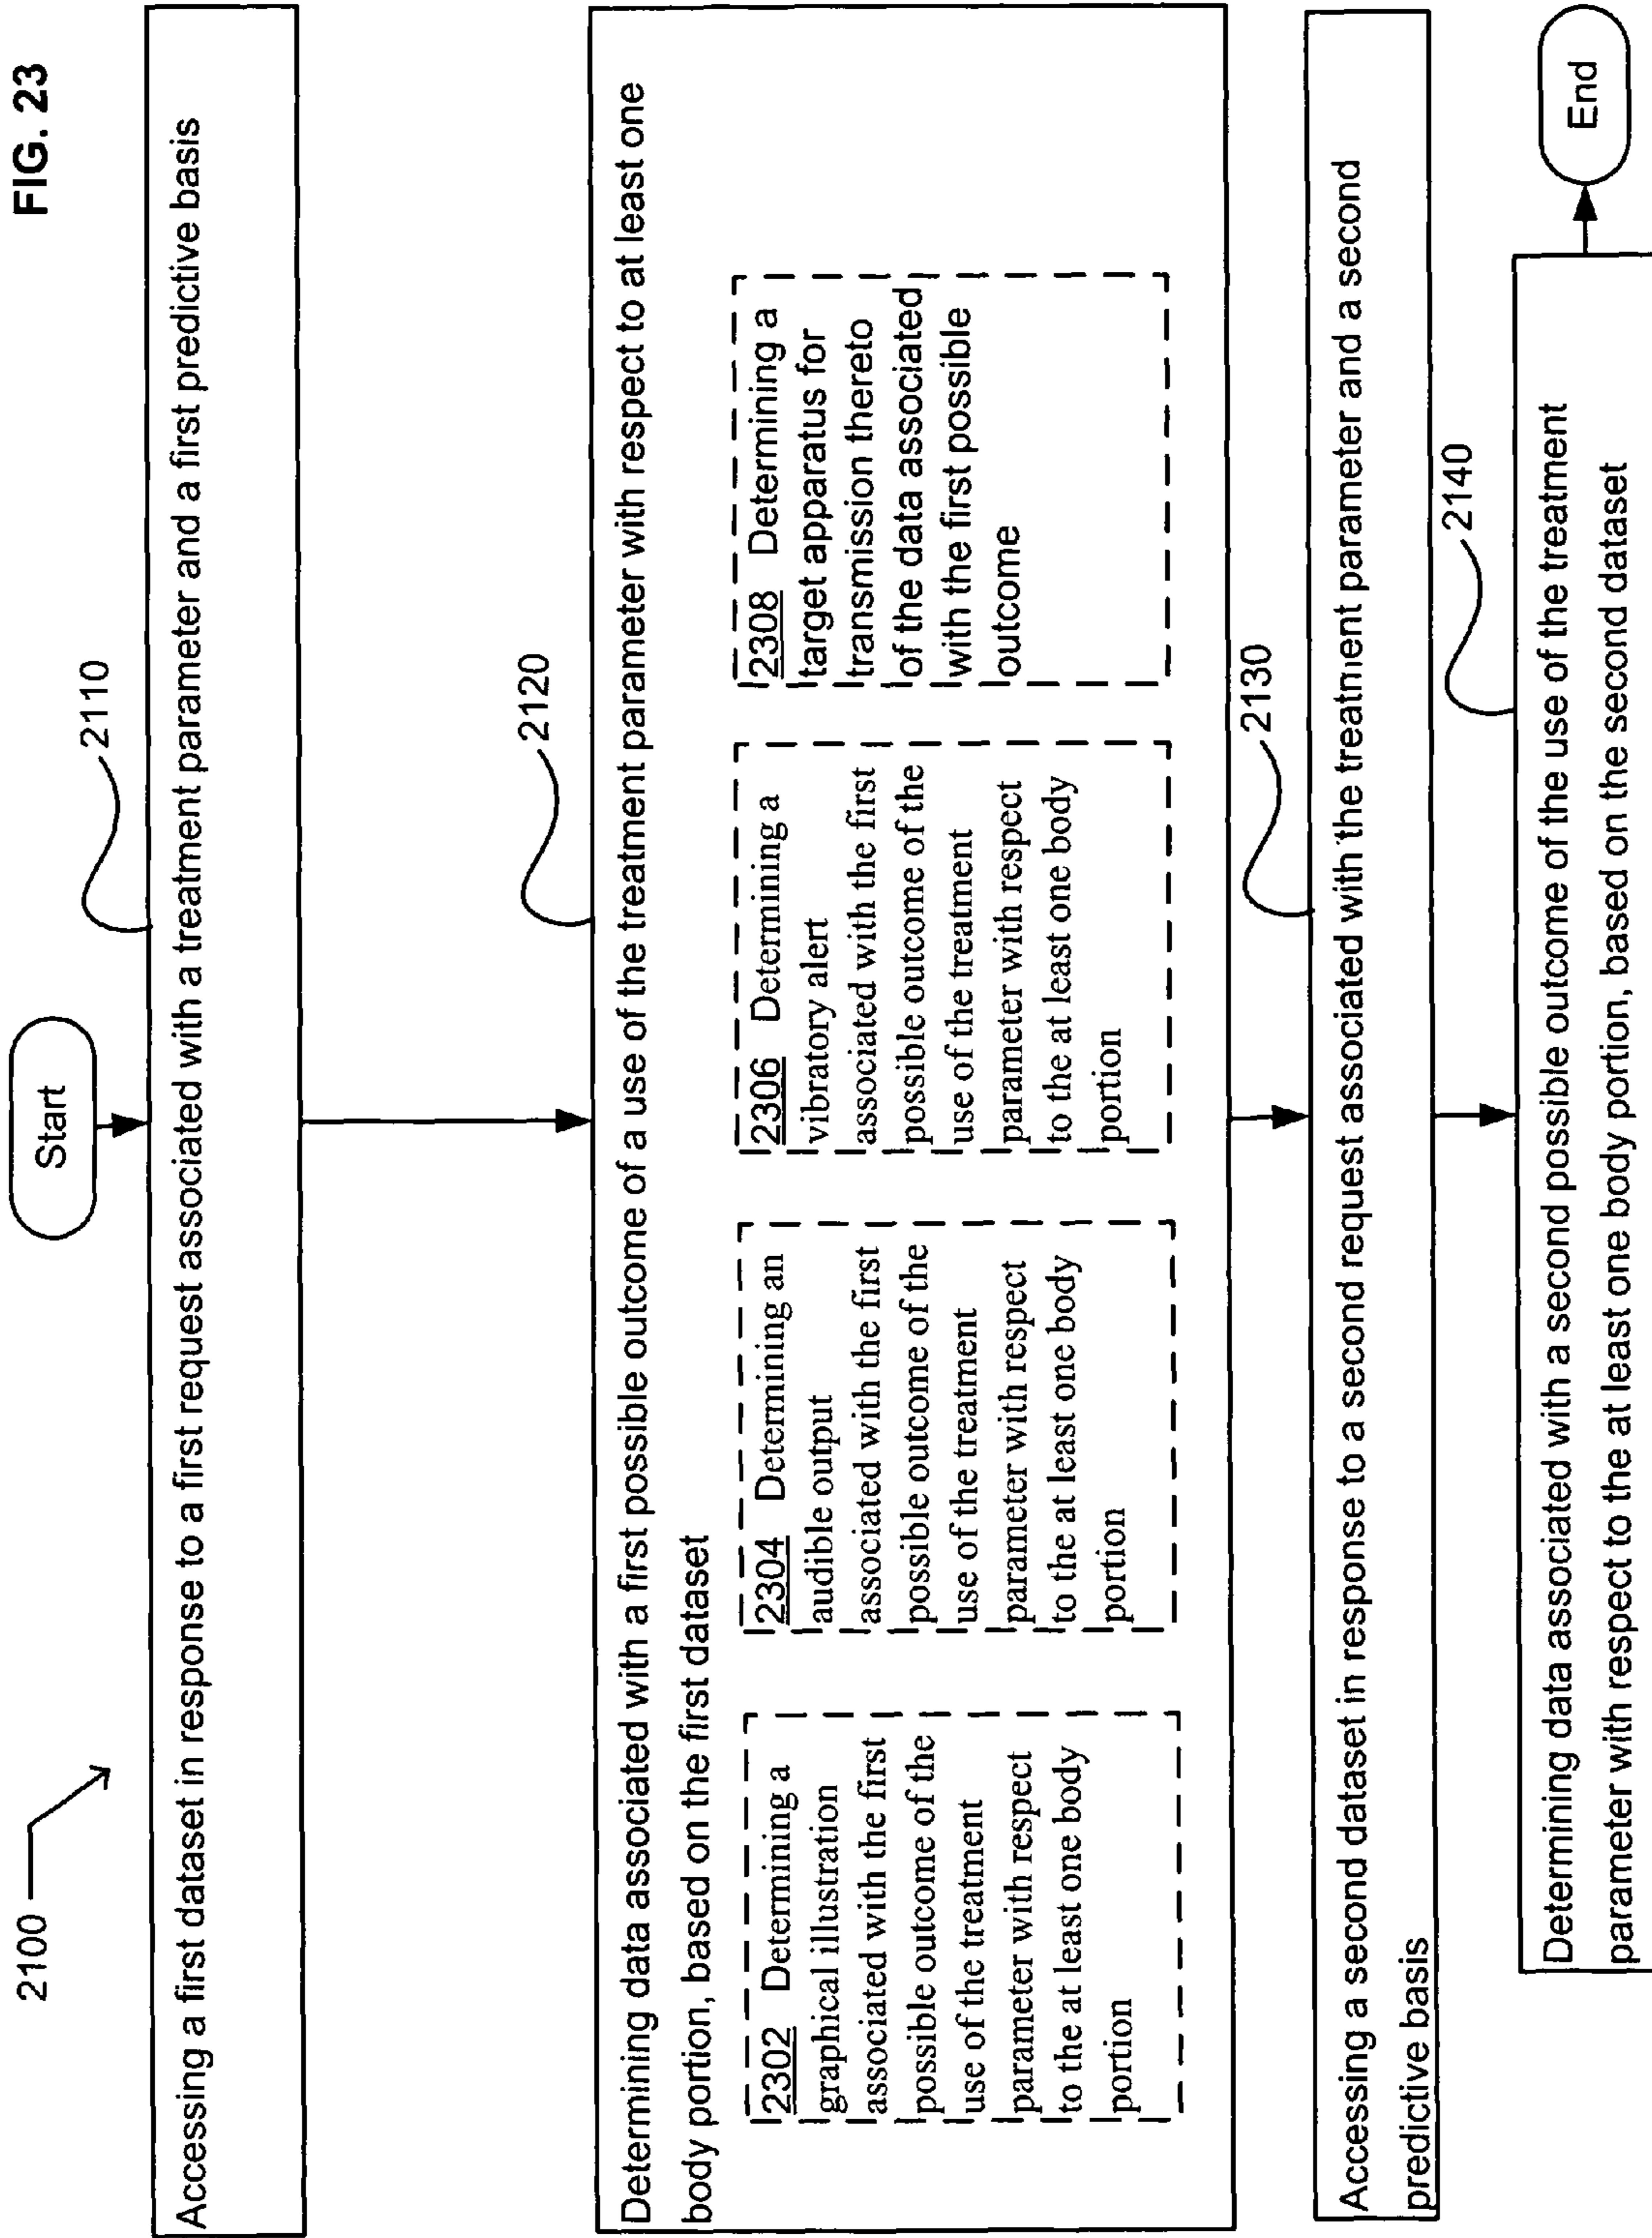 FIG. 23
2100
Start
2110
Accessing a first dataset in response to a first request associated with a treatment parameter and a first predictive basis
2120
Determining data associated with a first possible outcome of a use of the treatment parameter with respect to at least one
body portion, based on the first dataset
2302 Determining a
graphical illustration
associated with the first
possible outcome of the
use of the treatment
parameter with respect
to the at least one body
portion
2304 Determining an
audible output
associated with the first
possible outcome of the
use of the treatment
parameter with respect
to the at least one body
portion
2306 Determining a
vibratory alert
associated with the first
possible outcome of the
use of the treatment
parameter with respect
to the at least one body
portion
2308 Determining a
target apparatus for
transmission thereto
of the data associated
with the first possible
outcome
2130
Accessing a second dataset in response to a second request associated with the treatment parameter and a second
predictive basis
2140
Determining data associated with a second possible outcome of the use of the treatment
parameter with respect to the at least one body portion, based on the second dataset
End